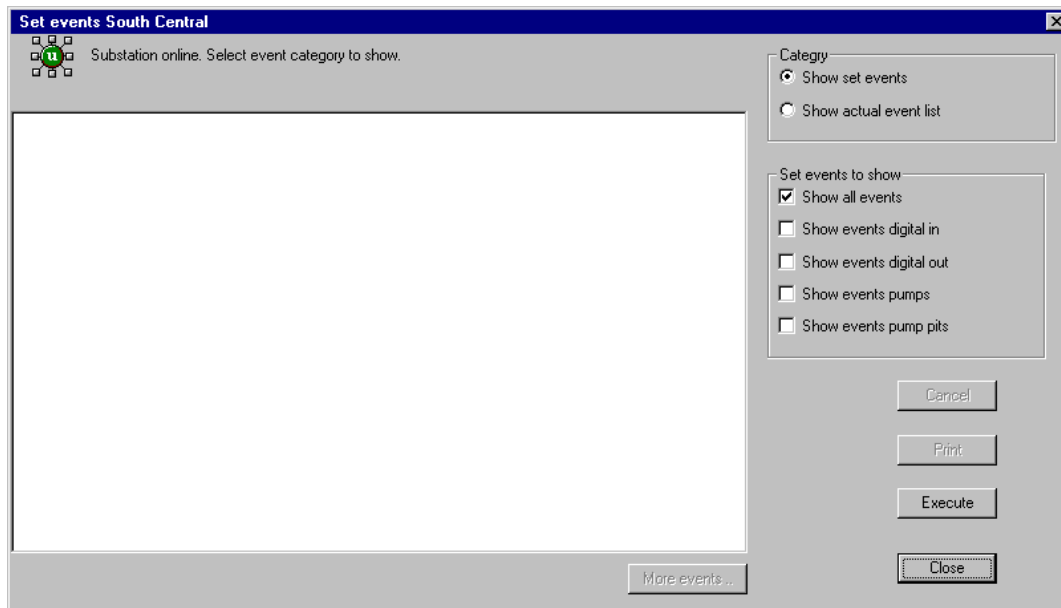 Set events South Central
u
Substation online. Select event category to show.
Categry
Show set events
Show actual event list
Set events to show
Show all events
Show events digital in
Show events digital out
Show events pumps
Show events pump pits
Cancel
Print
Execute
Close
More events ..